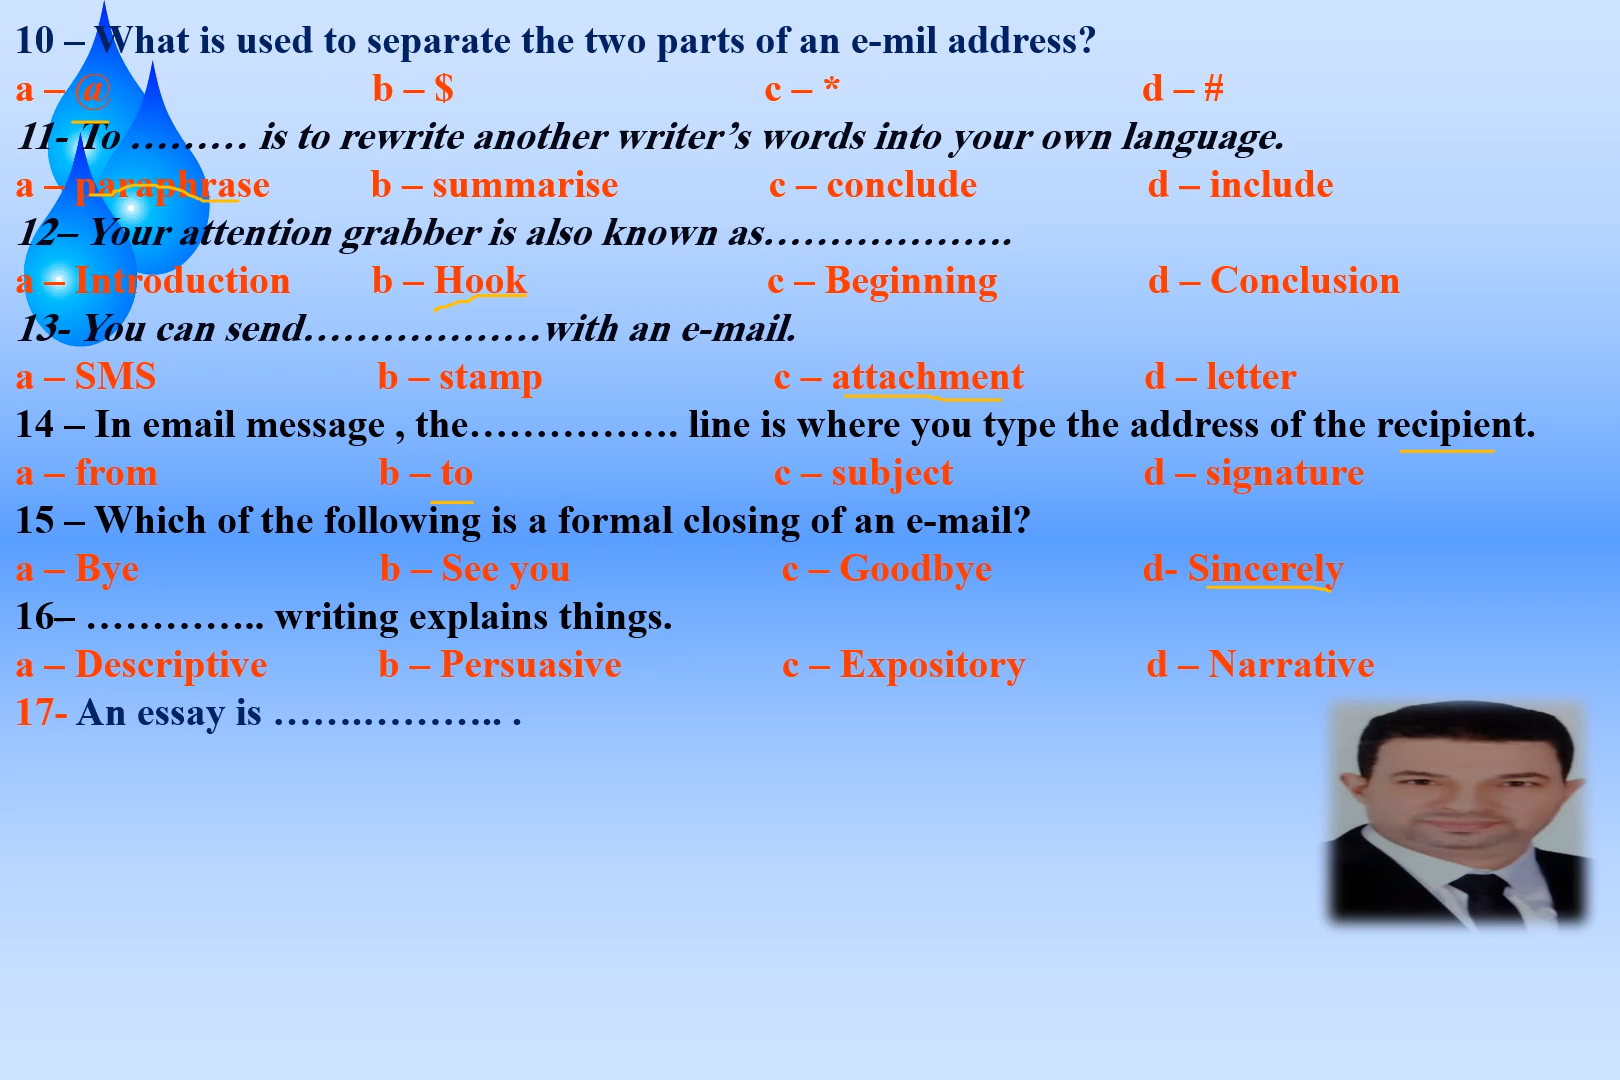 10 – What is used to separate the two parts of an e-mil address?
a – @ b – $ c – * d – #
11- To ……… is to rewrite another writer’s words into your own language.
a – paraphrase b – summarise c – conclude d – include
12– Your attention grabber is also known as……………….
a – Introduction b – Hook c – Beginning d – Conclusion
13- You can send………………with an e-mail.
a – SMS b – stamp c – attachment d – letter
14 – In email message , the……………. line is where you type the address of the recipient.
a – from b – to c – subject d – signature
15 – Which of the following is a formal closing of an e-mail?
a – Bye b – See you c – Goodbye d- Sincerely
16– ………….. writing explains things.
a – Descriptive b – Persuasive c – Expository d – Narrative
17- An essay is …….……….. .